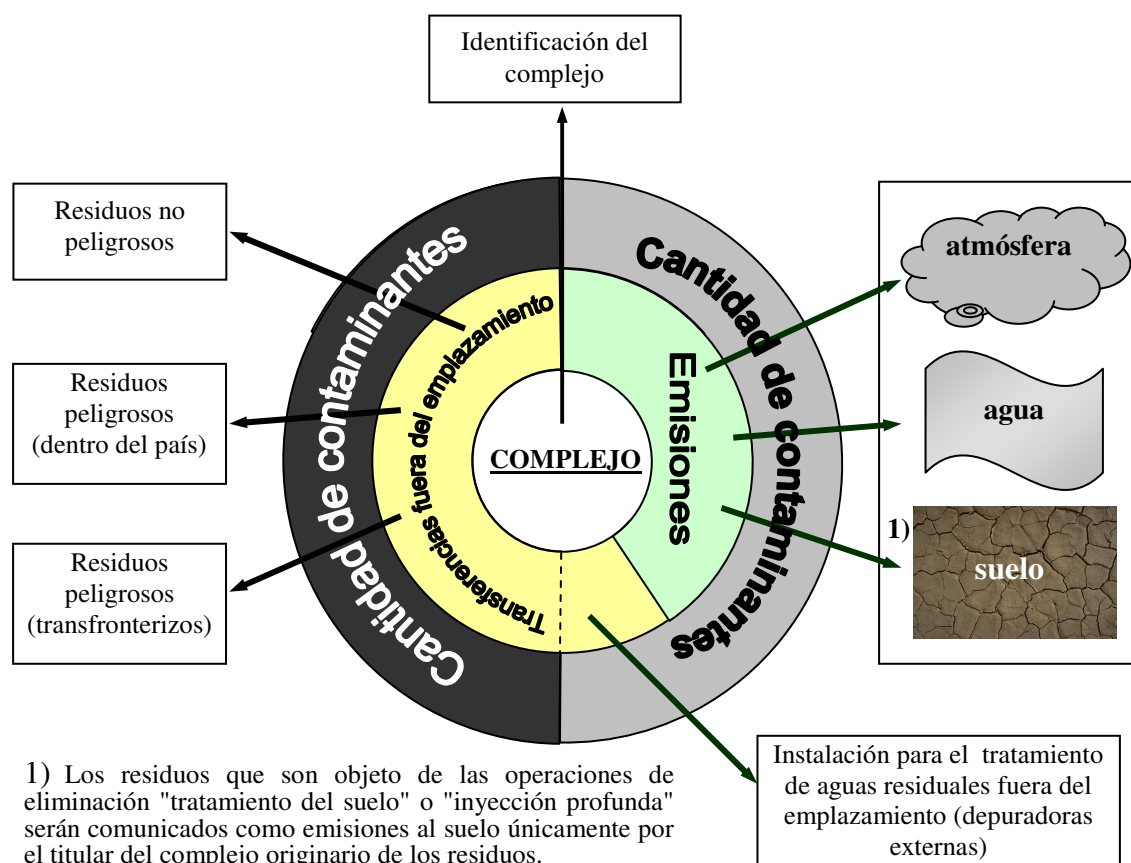 Identificación del
complejo
Residuos no
peligrosos
Residuos
peligrosos
(dentro del país)
Residuos
peligrosos
(transfronterizos)
Cantidad de contaminantes
Transferencias fuera del emplazamiento
COMPLEJO
Emisiones
Cantidad de contaminantes
atmósfera
agua
1)
suelo
Instalación para el tratamiento
de aguas residuales fuera del
emplazamiento (depuradoras
externas)
1) Los residuos que son objeto de las operaciones de
eliminación "tratamiento del suelo" o "inyección profunda"
serán comunicados como emisiones al suelo únicamente por
el titular del complejo originario de los residuos.